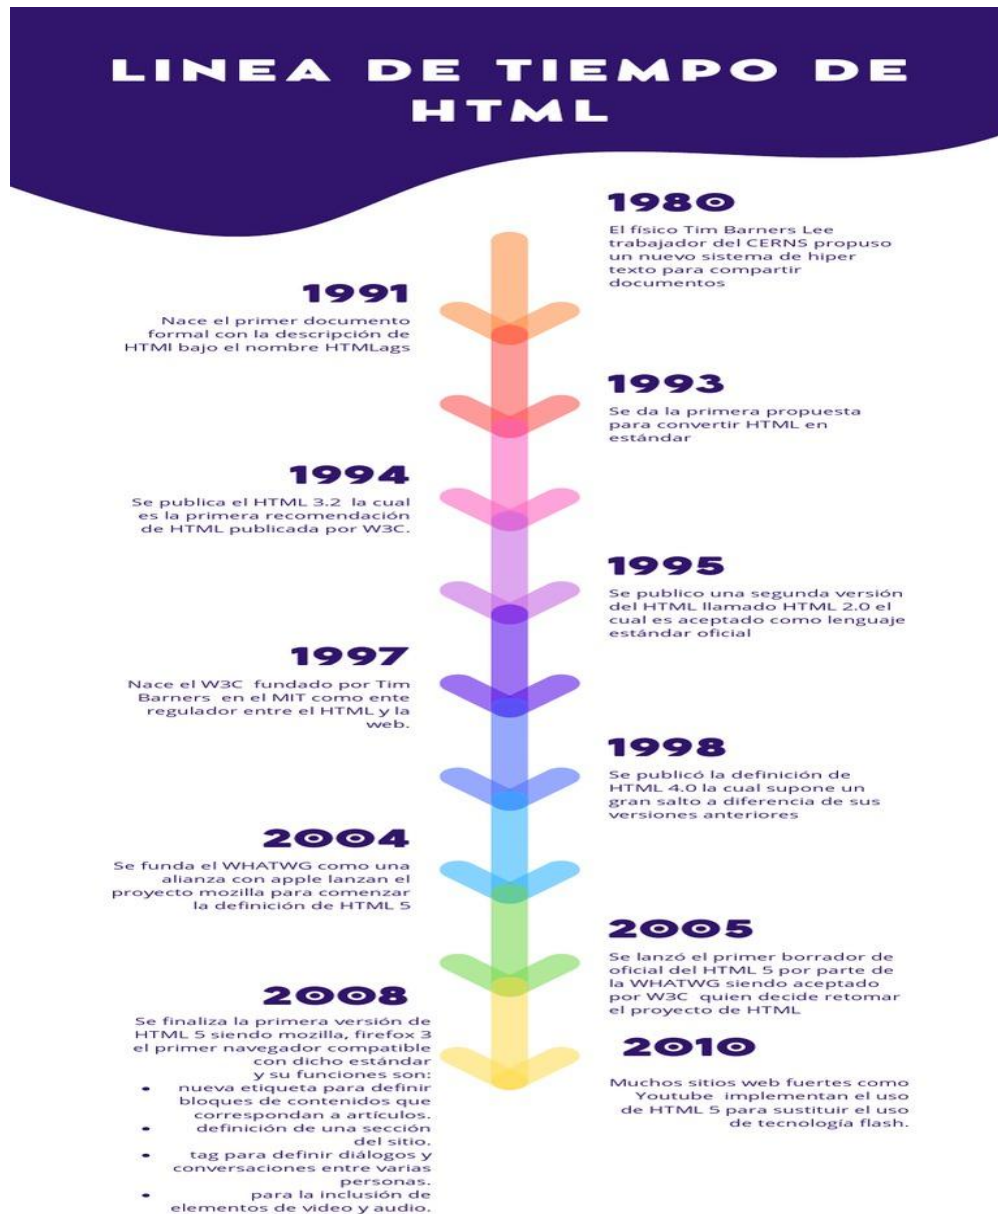 LINEA DE TIEMPO DE
HTML
1980
El físico Tim Barners Lee
trabajador del CERNS propuso
un nuevo sistema de hiper
texto para compartir
documentos
1991
Nace el primer documento
formal con la descripción de
HTMl bajo el nombre HTMLags
1993
Se da la primera propuesta
para convertir HTML en
estándar
1994
Se publica el HTML 3.2 la cual
es la primera recomendación
de HTML publicada por W3C.
1995
Se publico una segunda versión
del HTML llamado HTML 2.0 el
cual es aceptado como lenguaje
estándar oficial
1997
Nace el W3C fundado por Tim
Barners en el MIT como ente
regulador entre el HTML y la
web.
1998
Se publicó la definición de
HTML 4.0 la cual supone un
gran salto a diferencia de sus
versiones anteriores
2004
Se funda el WHATWG como una
alianza con apple lanzan el
proyecto mozilla para comenzar
la definición de HTML 5
2005
Se lanzó el primer borrador de
oficial del HTML 5 por parte de
la WHATWG siendo aceptado
por W3C quien decide retomar
el proyecto de HTML
2008
Se finaliza la primera versión de
HTML 5 siendo mozilla, firefox 3
el primer navegador compatible
con dicho estándar
y su funciones son:
• nueva etiqueta para definir
bloques de contenidos que
correspondan a artículos.
• definición de una sección
del sitio.
• tag para definir diálogos y
conversaciones entre varias
personas.
• para la inclusión de
elementos de video y audio.
2010
Muchos sitios web fuertes como
Youtube implementan el uso
de HTML 5 para sustituir el uso
de tecnología flash.